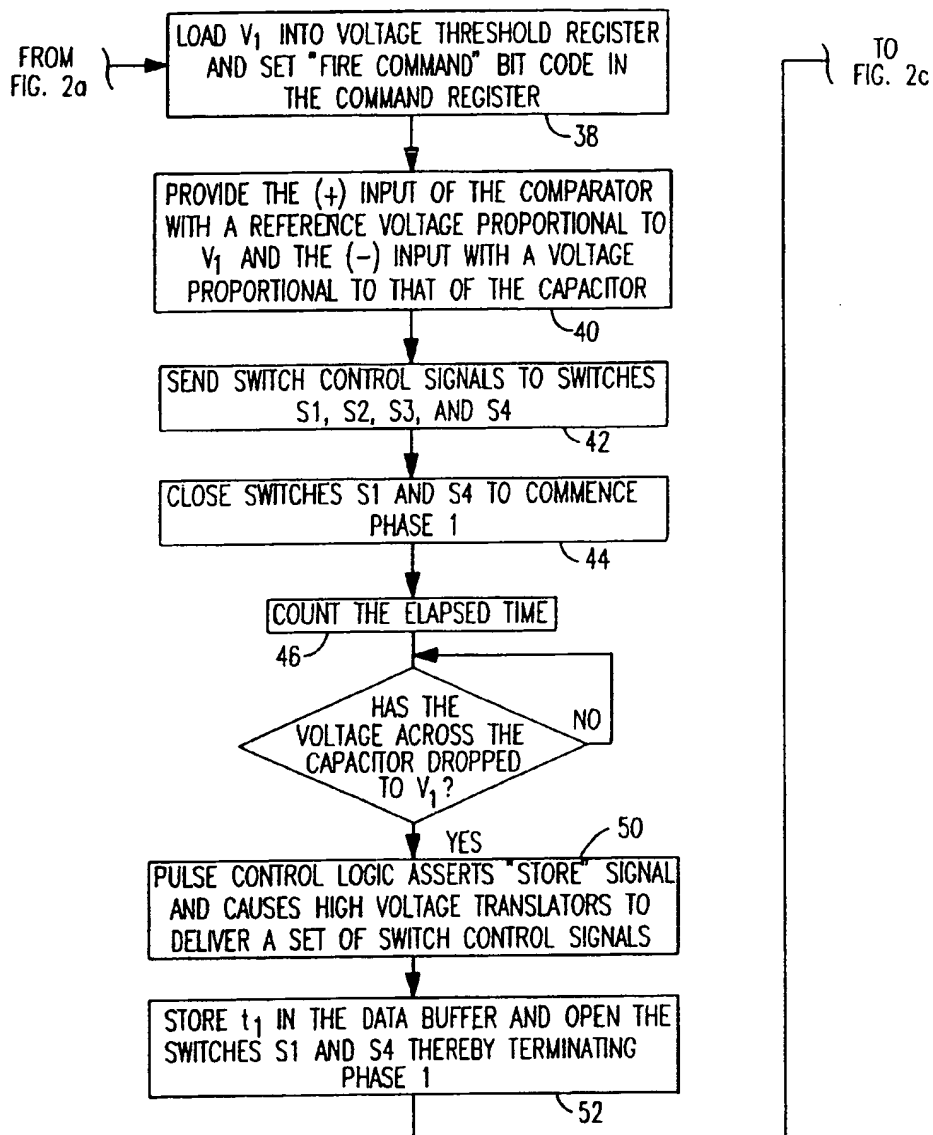 FROM
FIG. 2a
LOAD V1 INTO VOLTAGE THRESHOLD REGISTER
AND SET "FIRE COMMAND" BIT CODE IN
THE COMMAND REGISTER
38
TO
FIG. 2c
PROVIDE THE (+) INPUT OF THE COMPARATOR
WITH A REFERENCE VOLTAGE PROPORTIONAL TO
V1 AND THE (-) INPUT WITH A VOLTAGE
PROPORTIONAL TO THAT OF THE CAPACITOR
40
SEND SWITCH CONTROL SIGNALS TO SWITCHES
S1, S2, S3, AND S4
42
CLOSE SWITCHES S1 AND S4 TO COMMENCE
PHASE 1
44
COUNT THE ELAPSED TIME
46
HAS THE
VOLTAGE ACROSS THE
CAPACITOR DROPPED
TO V1?
NO
YES
50
PULSE CONTROL LOGIC ASSERTS "STORE" SIGNAL
AND CAUSES HIGH VOLTAGE TRANSLATORS TO
DELIVER A SET OF SWITCH CONTROL SIGNALS
STORE t1 IN THE DATA BUFFER AND OPEN THE
SWITCHES S1 AND S4 THEREBY TERMINATING
PHASE 1
52